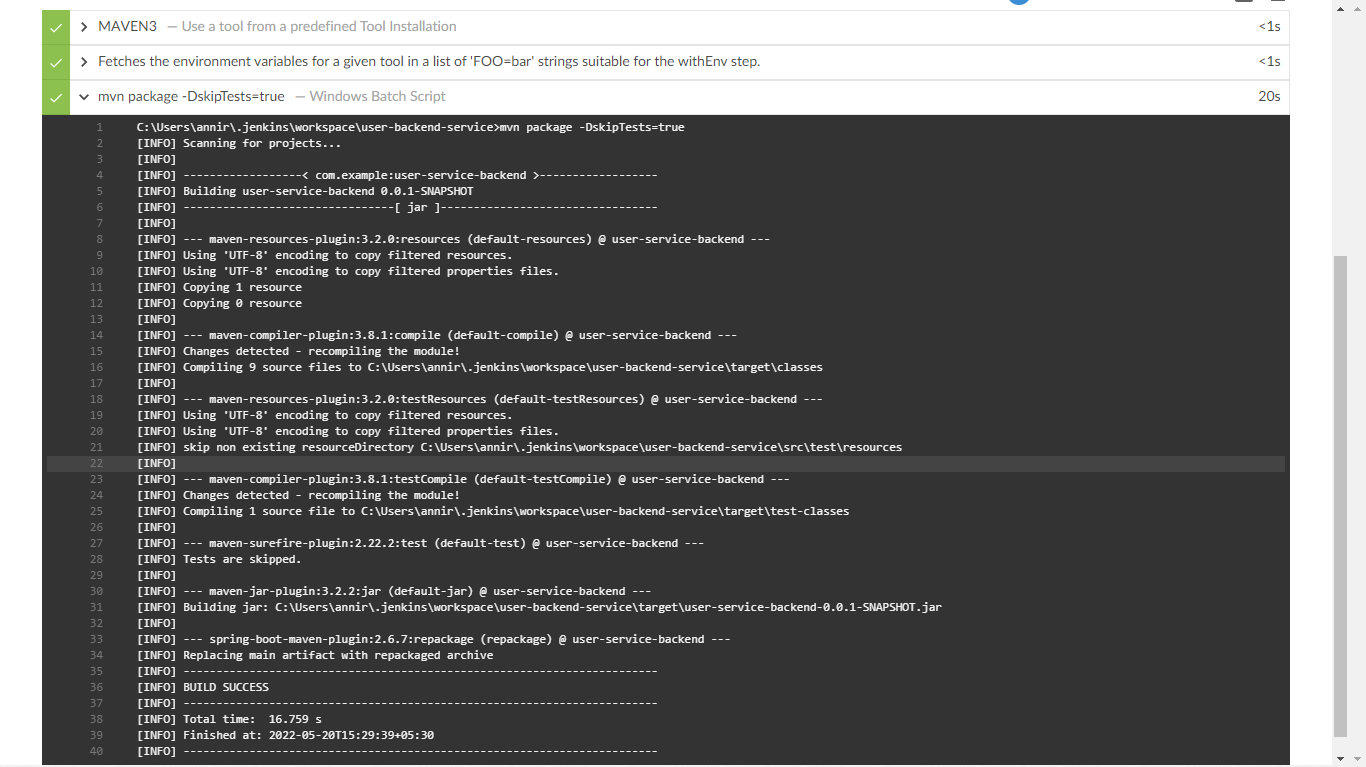 MAVEN3 — Use a tool from a predefined Tool Installation <1s
Fetches the environment variables for a given tool in a list of 'FOO=bar' strings suitable for the withEnv step. <1s
mvn package -DskipTests=true — Windows Batch Script 20s
1 C:\Users\annir\.jenkins\workspace\user-backend-service>mvn package -DskipTests=true
2 [INFO] Scanning for projects...
3 [INFO]
4 [INFO] ------------------< com.example:user-service-backend >------------------
5 [INFO] Building user-service-backend 0.0.1-SNAPSHOT
6 [INFO] --------------------------------[ jar ]---------------------------------
7 [INFO]
8 [INFO] --- maven-resources-plugin:3.2.0:resources (default-resources) @ user-service-backend ---
9 [INFO] Using 'UTF-8' encoding to copy filtered resources.
10 [INFO] Using 'UTF-8' encoding to copy filtered properties files.
11 [INFO] Copying 1 resource
12 [INFO] Copying 0 resource
13 [INFO]
14 [INFO] --- maven-compiler-plugin:3.8.1:compile (default-compile) @ user-service-backend ---
15 [INFO] Changes detected - recompiling the module!
16 [INFO] Compiling 9 source files to C:\Users\annir\.jenkins\workspace\user-backend-service\target\classes
17 [INFO]
18 [INFO] --- maven-resources-plugin:3.2.0:testResources (default-testResources) @ user-service-backend ---
19 [INFO] Using 'UTF-8' encoding to copy filtered resources.
20 [INFO] Using 'UTF-8' encoding to copy filtered properties files.
21 [INFO] skip non existing resourceDirectory C:\Users\annir\.jenkins\workspace\user-backend-service\src\test\resources
22 [INFO]
23 [INFO] --- maven-compiler-plugin:3.8.1:testCompile (default-testCompile) @ user-service-backend ---
24 [INFO] Changes detected - recompiling the module!
25 [INFO] Compiling 1 source file to C:\Users\annir\.jenkins\workspace\user-backend-service\target\test-classes
26 [INFO]
27 [INFO] --- maven-surefire-plugin:2.22.2:test (default-test) @ user-service-backend ---
28 [INFO] Tests are skipped.
29 [INFO]
30 [INFO] --- maven-jar-plugin:3.2.2:jar (default-jar) @ user-service-backend ---
31 [INFO] Building jar: C:\Users\annir\.jenkins\workspace\user-backend-service\target\user-service-backend-0.0.1-SNAPSHOT.jar
32 [INFO]
33 [INFO] --- spring-boot-maven-plugin:2.6.7:repackage (repackage) @ user-service-backend ---
34 [INFO] Replacing main artifact with repackaged archive
35 [INFO] ------------------------------------------------------------------------
36 [INFO] BUILD SUCCESS
37 [INFO] ------------------------------------------------------------------------
38 [INFO] Total time:  16.759 s
39 [INFO] Finished at: 2022-05-20T15:29:39+05:30
40 [INFO] ------------------------------------------------------------------------